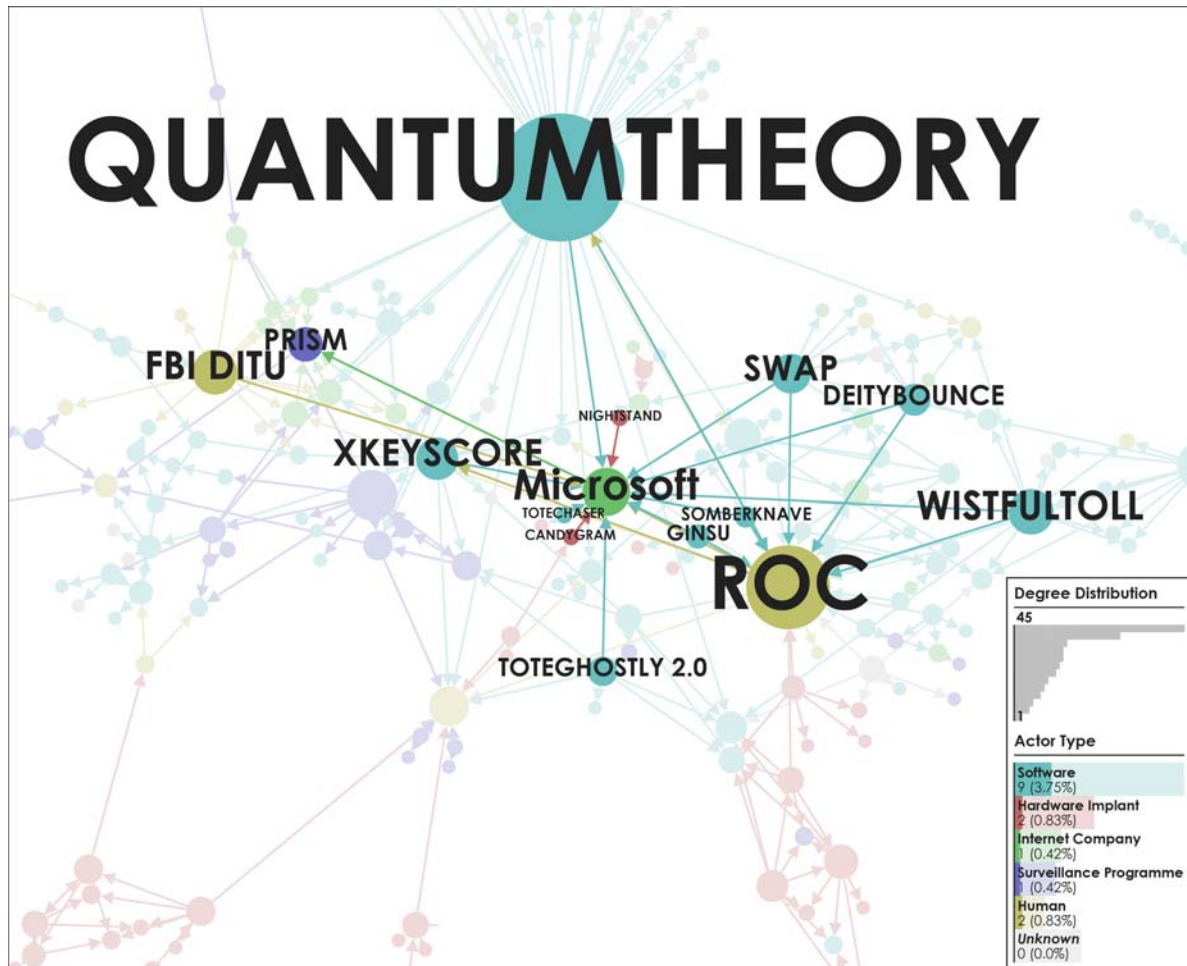 QUANTUMTHEORY
PRISM
FBI DITU
SWAP
DEITYBOUNCE
NIGHTSTAND
XKEYSCORE
Microsoft
WISTFULTOLL
TOTECHASER
SOMBERKNAVE
CANDYGRAM
GINSU
ROC
TOTEGHOSTLY 2.0
Degree Distribution
45
1
Actor Type
Software
9 (3.75%)
Hardware Implant
2 (0.83%)
Internet Company
1 (0.42%)
Surveillance Programme
1 (0.42%)
Human
2 (0.83%)
Unknown
0 (0.0%)